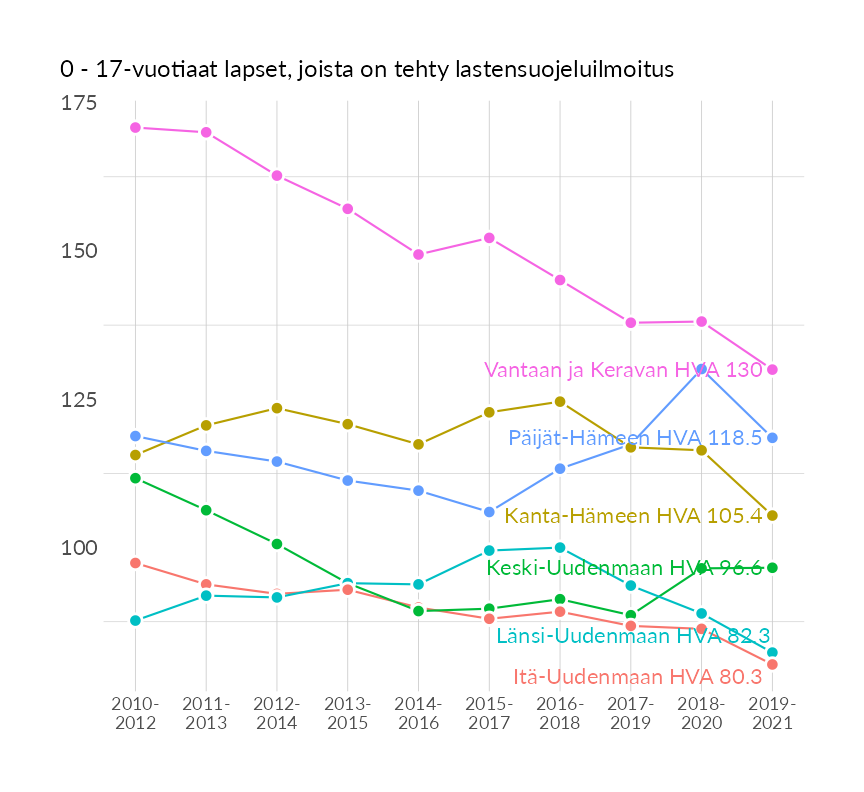 0 - 17-vuotiaat lapset, joista on tehty lastensuojeluilmoitus
175
150
125
100
Vantaan ja Keravan HVA 130
Päijät-Hämeen HVA 118.5
Kanta-Hämeen HVA 105.4
Keski-Uudenmaan HVA 96.6
Länsi-Uudenmaan HVA 82.3
Itä-Uudenmaan HVA 80.3
2010- 2011- 2012- 2013- 2014- 2015- 2016- 2017- 2018- 2019-
2012 2013 2014 2015 2016 2017 2018 2019 2020 2021